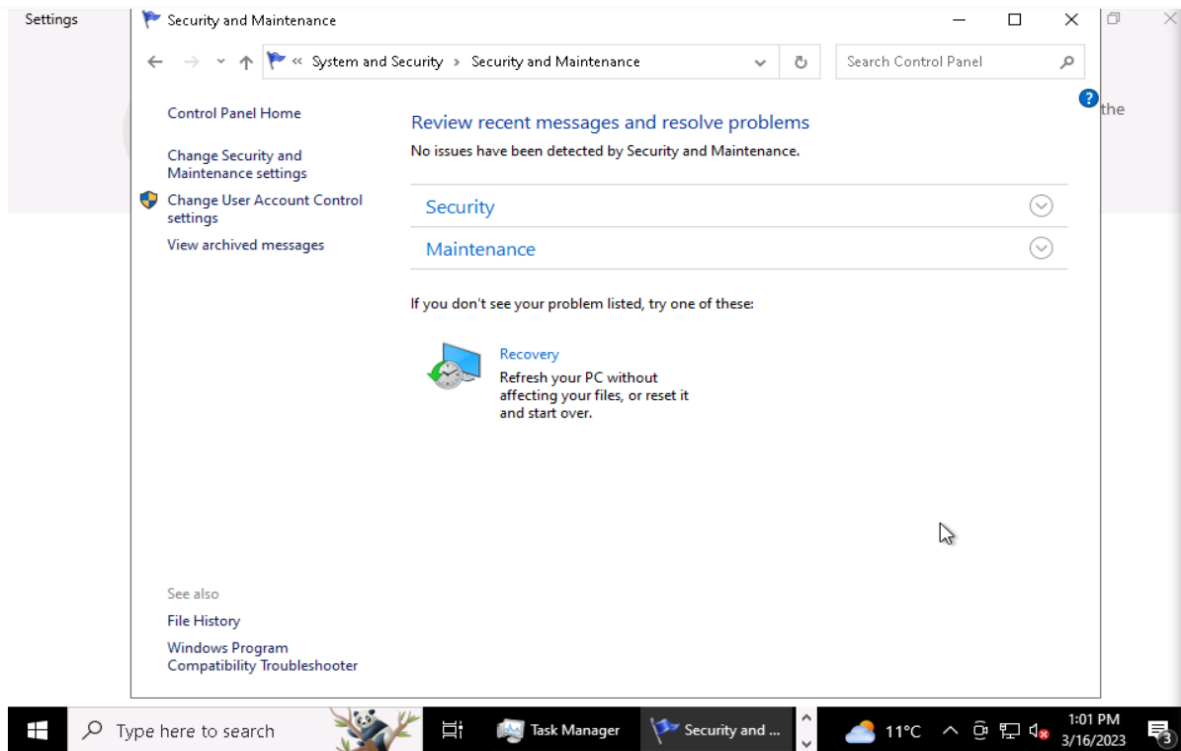 Settings
Security and Maintenance
« System and Security › Security and Maintenance
Search Control Panel
the
Control Panel Home
Change Security and
Maintenance settings
Change User Account Control
settings
View archived messages
Review recent messages and resolve problems
No issues have been detected by Security and Maintenance.
Security
Maintenance
If you don't see your problem listed, try one of these:
Recovery
Refresh your PC without
affecting your files, or reset it
and start over.
See also
File History
Windows Program
Compatibility Troubleshooter
Type here to search
Task Manager
Security and ...
11°C
1:01 PM
3/16/2023
3